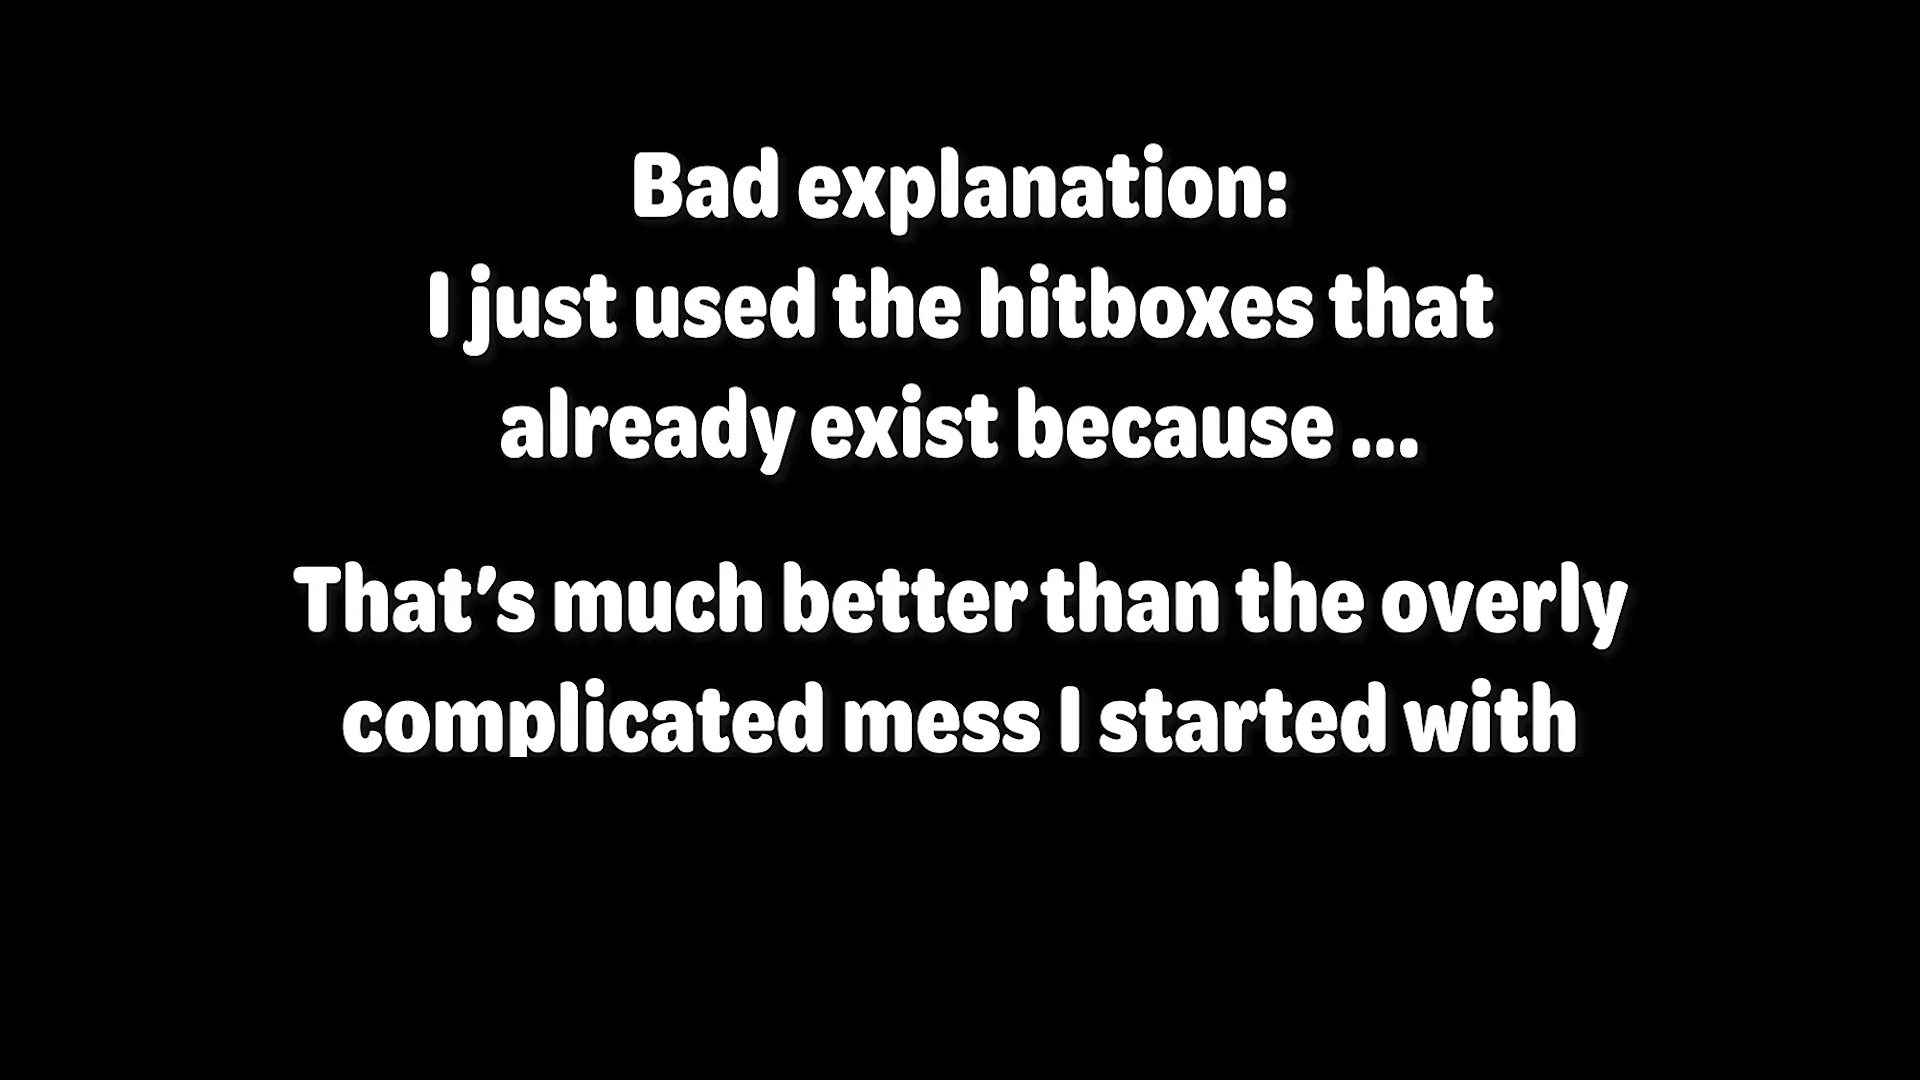 Bad explanation:
I just used the hitboxes that
already exist because ...
That’s much better than the overly
complicated mess I started with